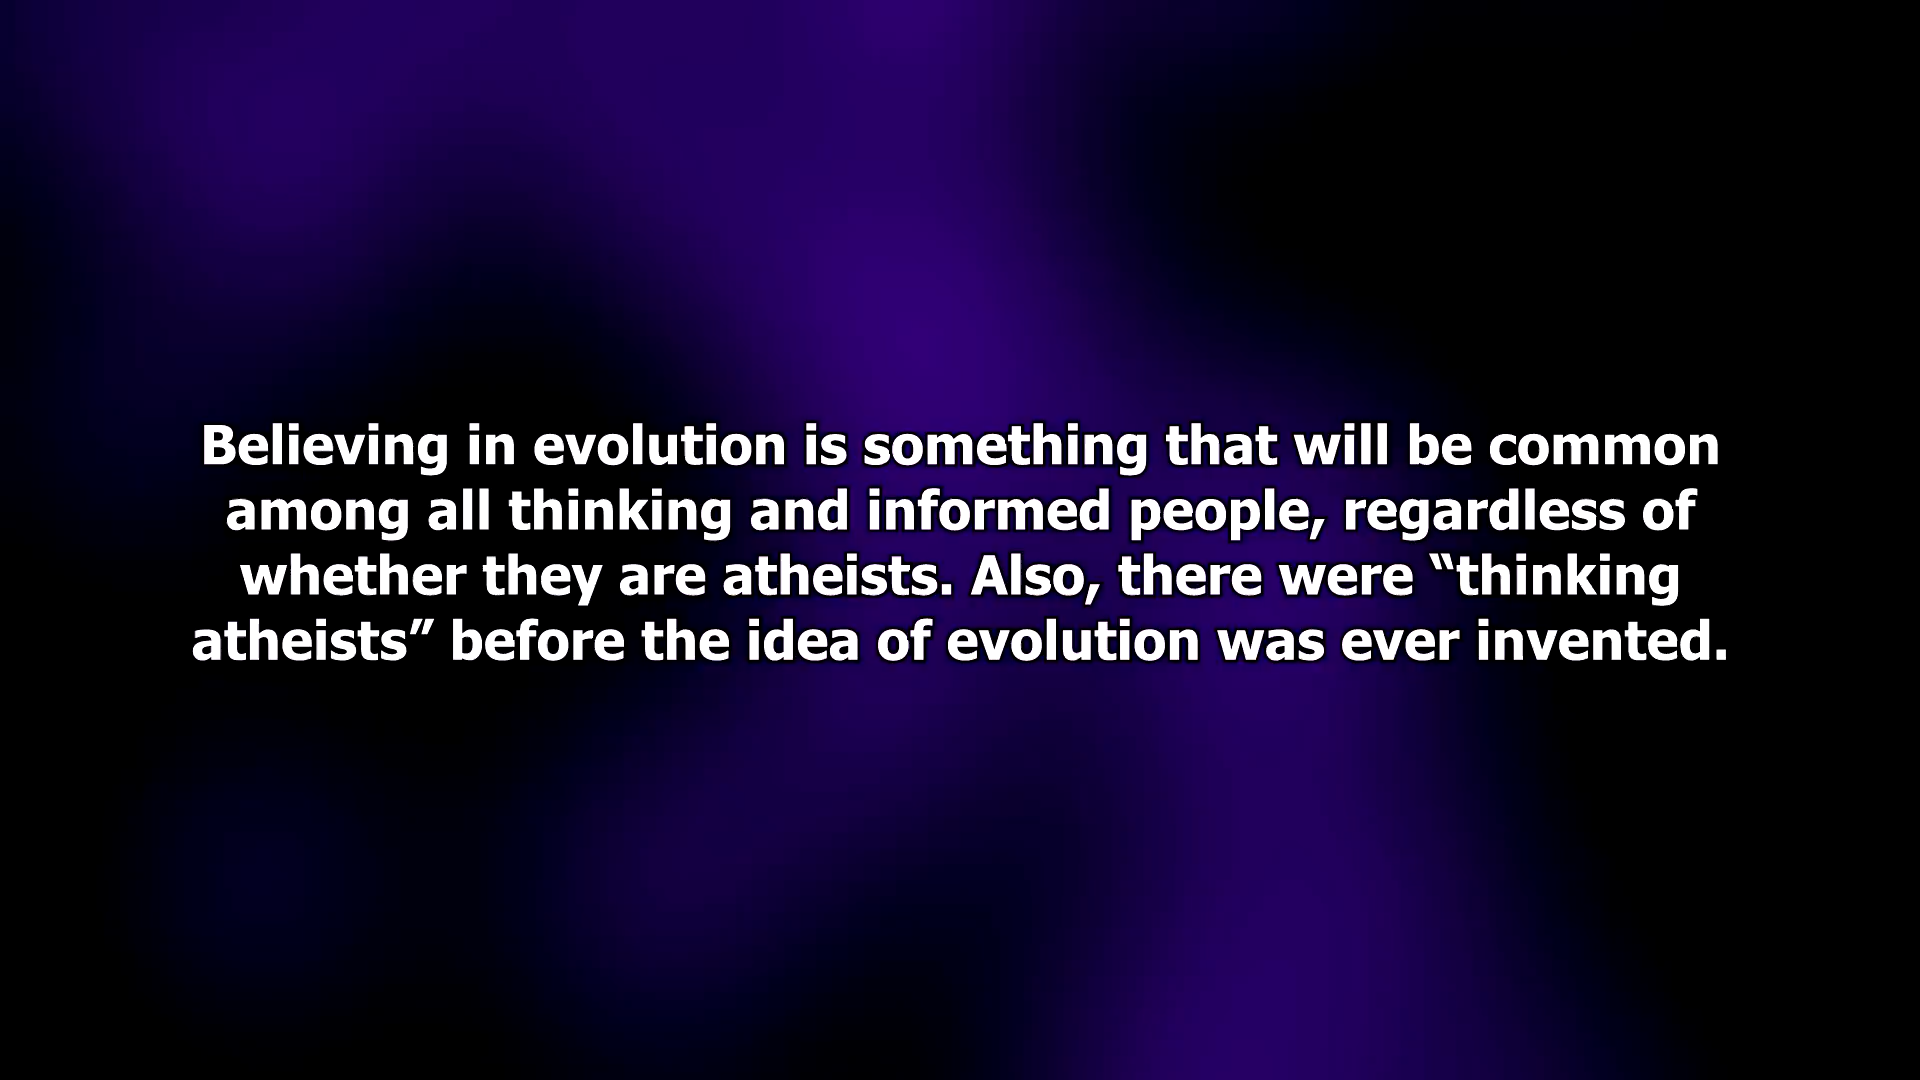 Believing in evolution is something that will be common
among all thinking and informed people, regardless of
whether they are atheists. Also, there were “thinking
atheists” before the idea of evolution was ever invented.